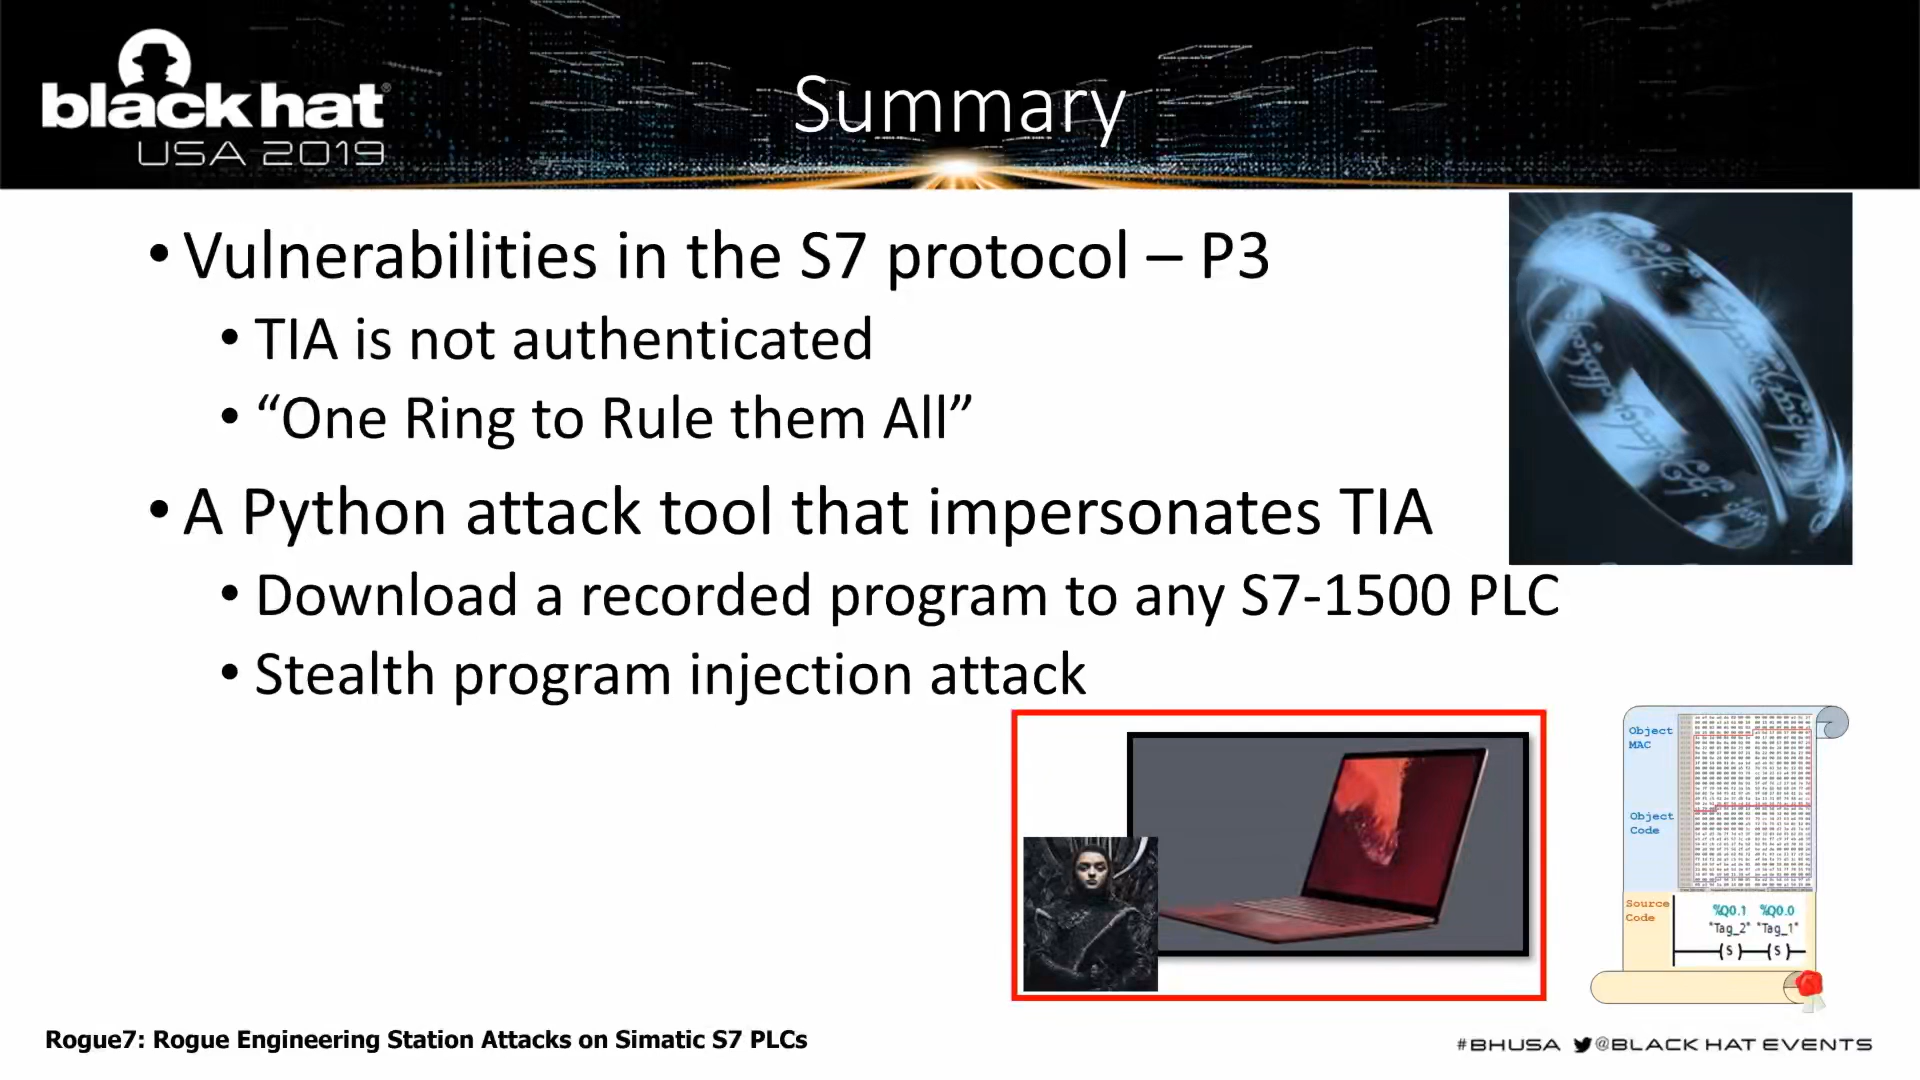 black hat®
USA 2019
Summary
• Vulnerabilities in the S7 protocol – P3
• TIA is not authenticated
• “One Ring to Rule them All”
• A Python attack tool that impersonates TIA
• Download a recorded program to any S7-1500 PLC
• Stealth program injection attack
Object
MAC
Object
Code
Source
Code
%Q0.1 %Q0.0
"Tag_2" "Tag_1"
(S) (S)
Rogue7: Rogue Engineering Station Attacks on Simatic S7 PLCs
#BHUSA @BLACK HAT EVENTS